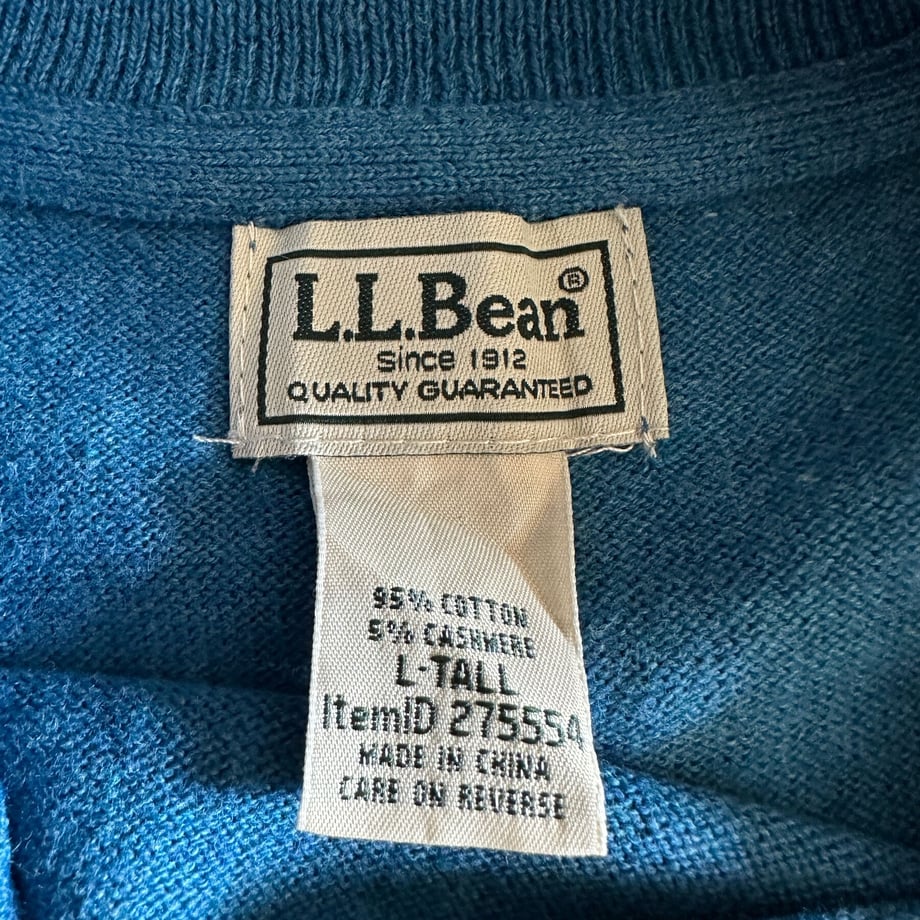 L.L.Bean®
Since 1912
QUALITY GUARANTEED
95% COTTON
5% CASHMERE
L-TALL
ItemID 275554
MADE IN CHINA
CARE ON REVERSE